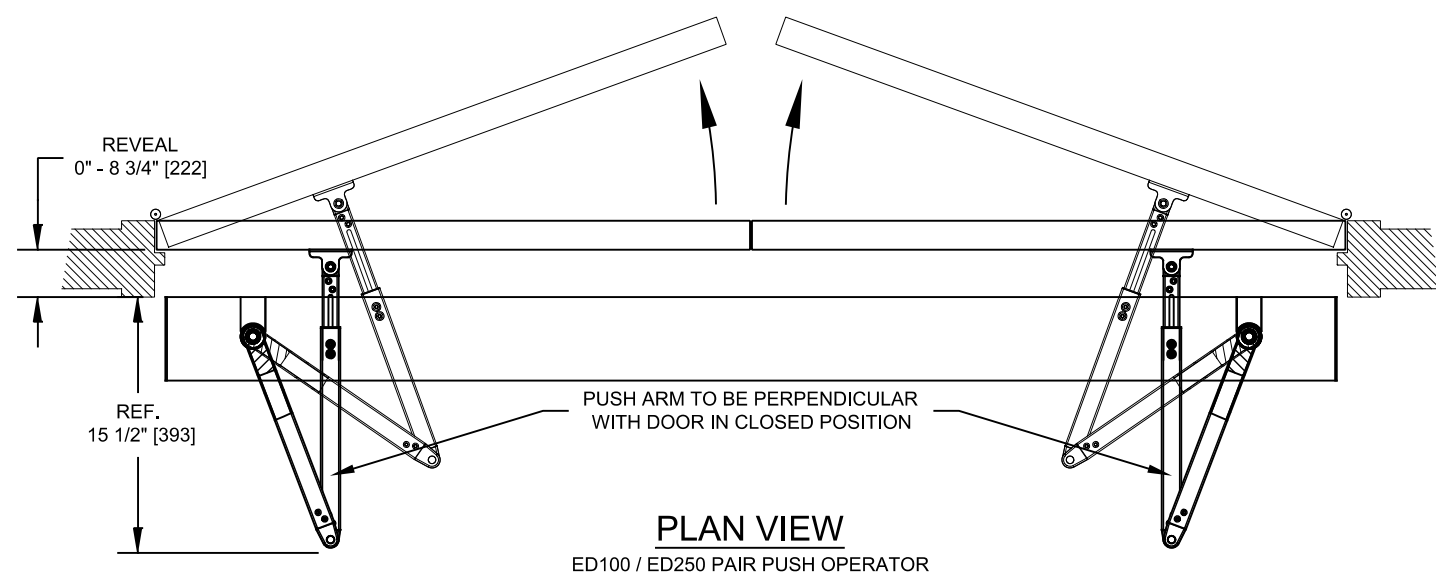 REVEAL
0" - 8 3/4" [222]
REF.
15 1/2" [393]
PUSH ARM TO BE PERPENDICULAR
WITH DOOR IN CLOSED POSITION
PLAN VIEW
ED100 / ED250 PAIR PUSH OPERATOR